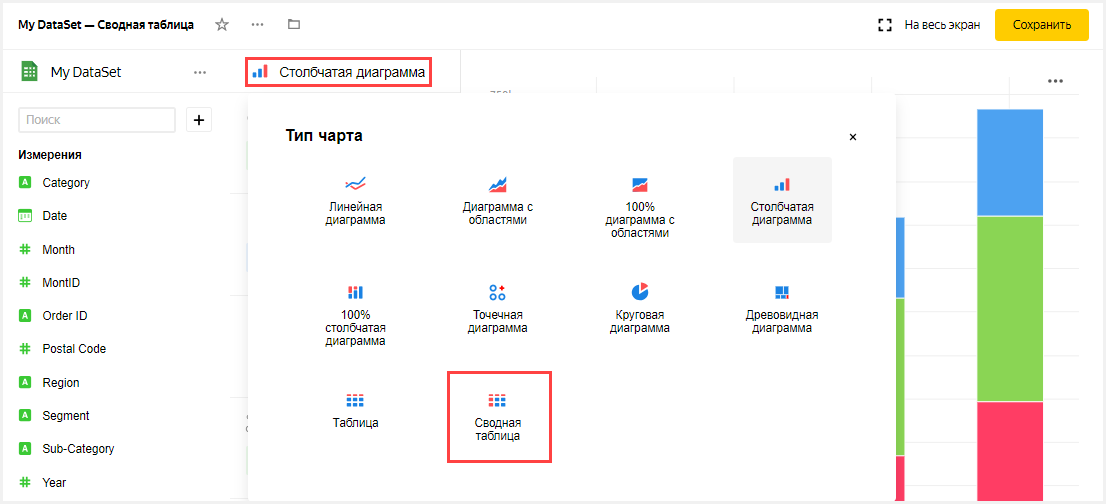 My DataSet — Сводная таблица
На весь экран
Сохранить
My DataSet
Столбчатая диаграмма
Поиск
Измерения
Category
Date
Month
MontID
Order ID
Postal Code
Region
Segment
Sub-Category
Year
Тип чарта
Линейная
диаграмма
Диаграмма с
областями
100%
диаграмма с
областями
Столбчатая
диаграмма
100%
столбчатая
диаграмма
Точечная
диаграмма
Круговая
диаграмма
Древовидная
диаграмма
Таблица
Сводная
таблица